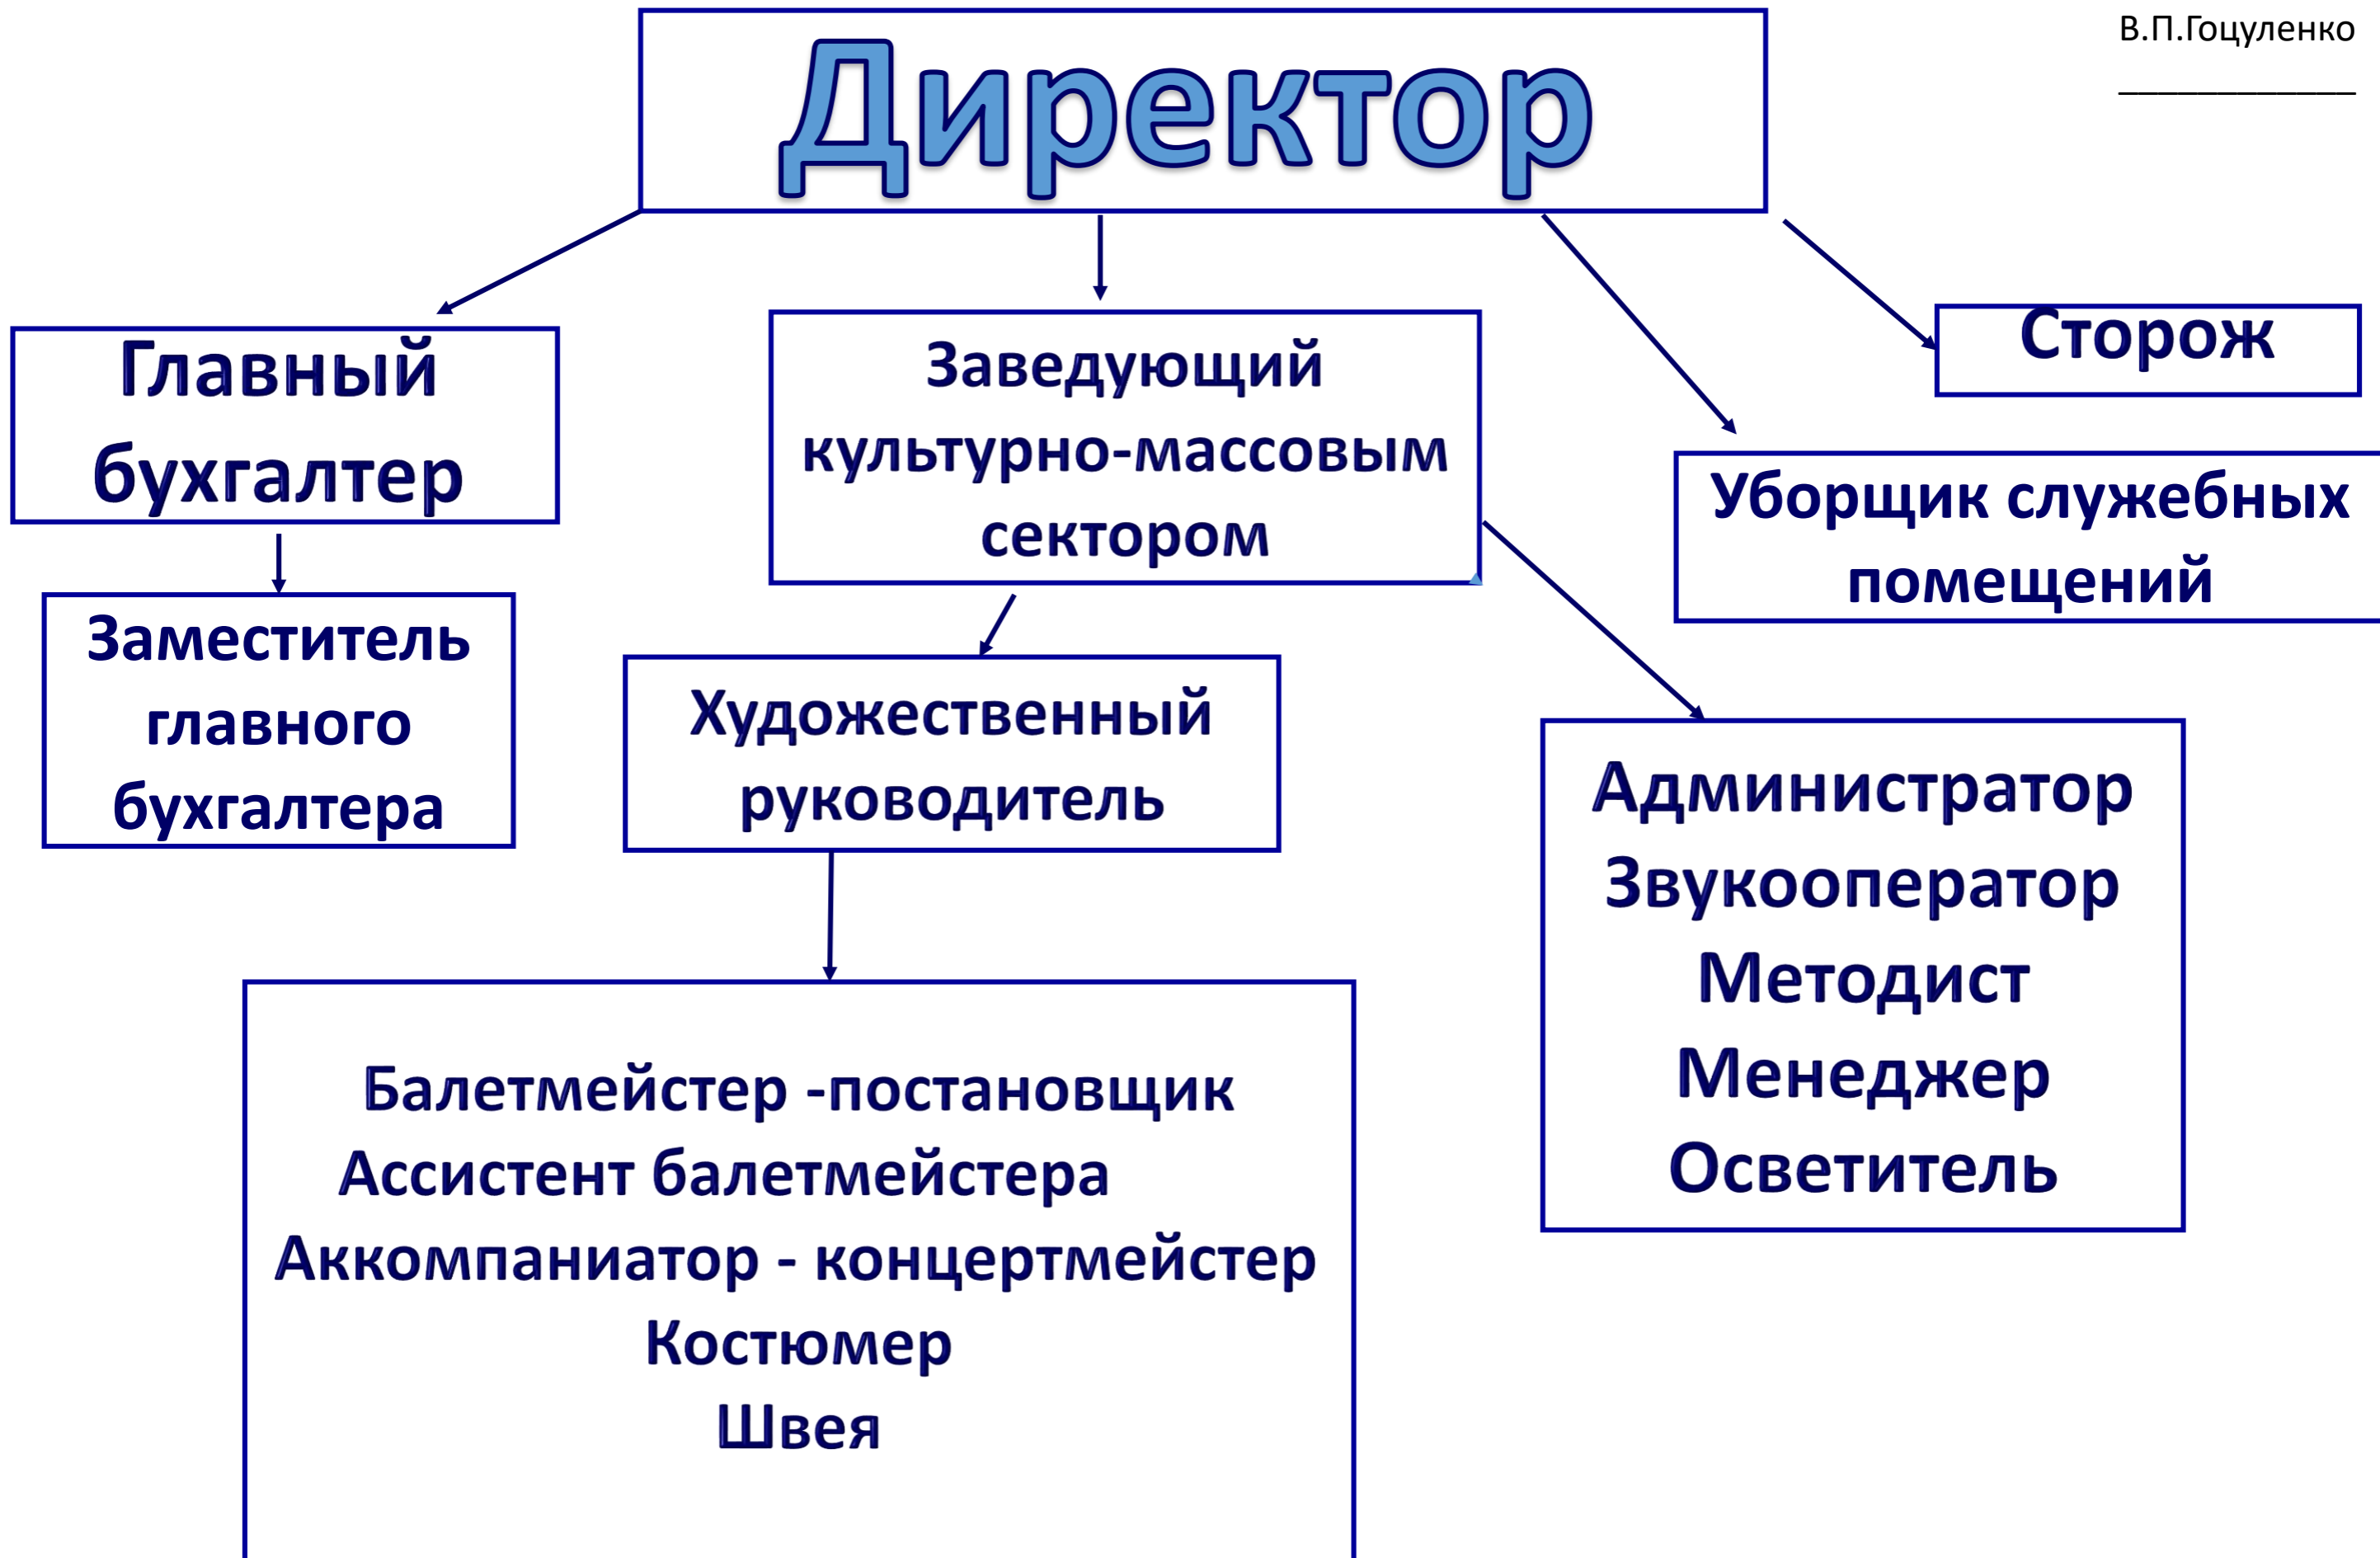 В.П.Гоцуленко
____________
Директор
Главный
бухгалтер
Заведующий
культурно-массовым
сектором
Сторож
Уборщик служебных
помещений
Заместитель
главного
бухгалтера
Художественный
руководитель
Администратор
Звукооператор
Методист
Менеджер
Осветитель
Балетмейстер -постановщик
Ассистент балетмейстера
Аккомпаниатор - концертмейстер
Костюмер
Швея